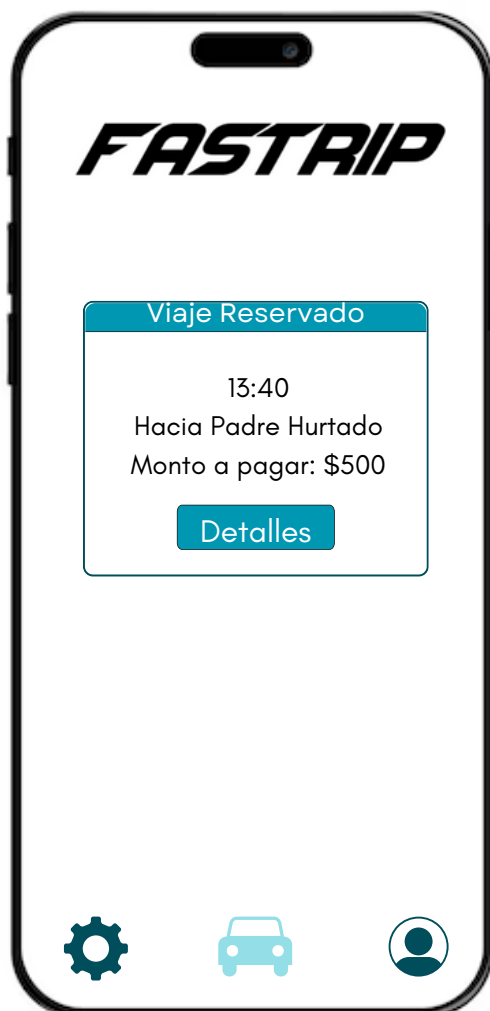 FASTRIP
Viaje Reservado
13:40
Hacia Padre Hurtado
Monto a pagar: $500
Detalles